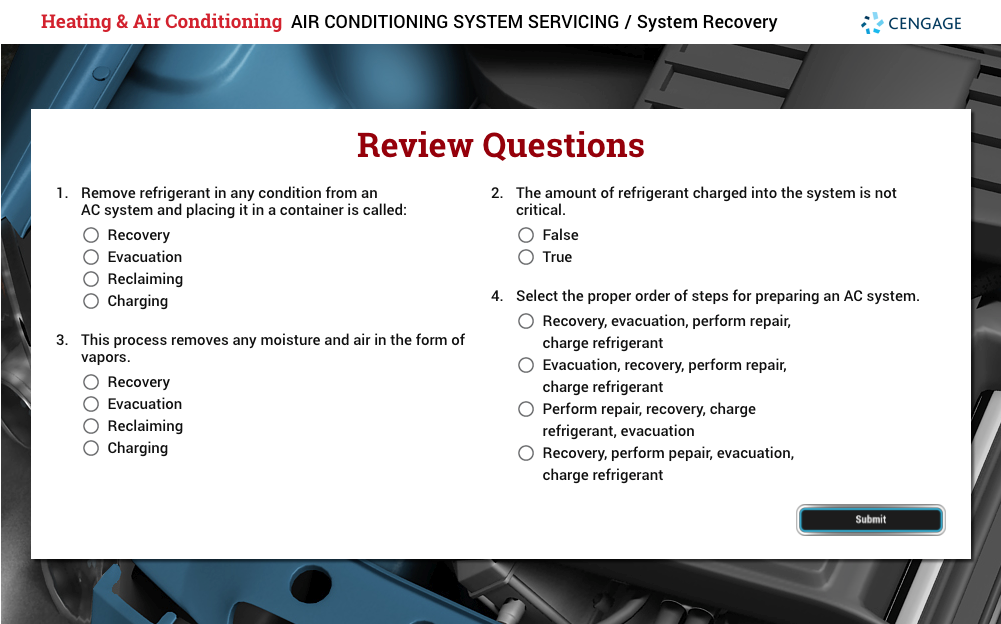 Heating & Air Conditioning AIR CONDITIONING SYSTEM SERVICING / System Recovery
CENGAGE
Review Questions
1. Remove refrigerant in any condition from an
AC system and placing it in a container is called:
Recovery
Evacuation
Reclaiming
Charging
2. The amount of refrigerant charged into the system is not
critical.
False
True
3. This process removes any moisture and air in the form of
vapors.
Recovery
Evacuation
Reclaiming
Charging
4. Select the proper order of steps for preparing an AC system.
Recovery, evacuation, perform repair,
charge refrigerant
Evacuation, recovery, perform repair,
charge refrigerant
Perform repair, recovery, charge
refrigerant, evacuation
Recovery, perform pepair, evacuation,
charge refrigerant
Submit